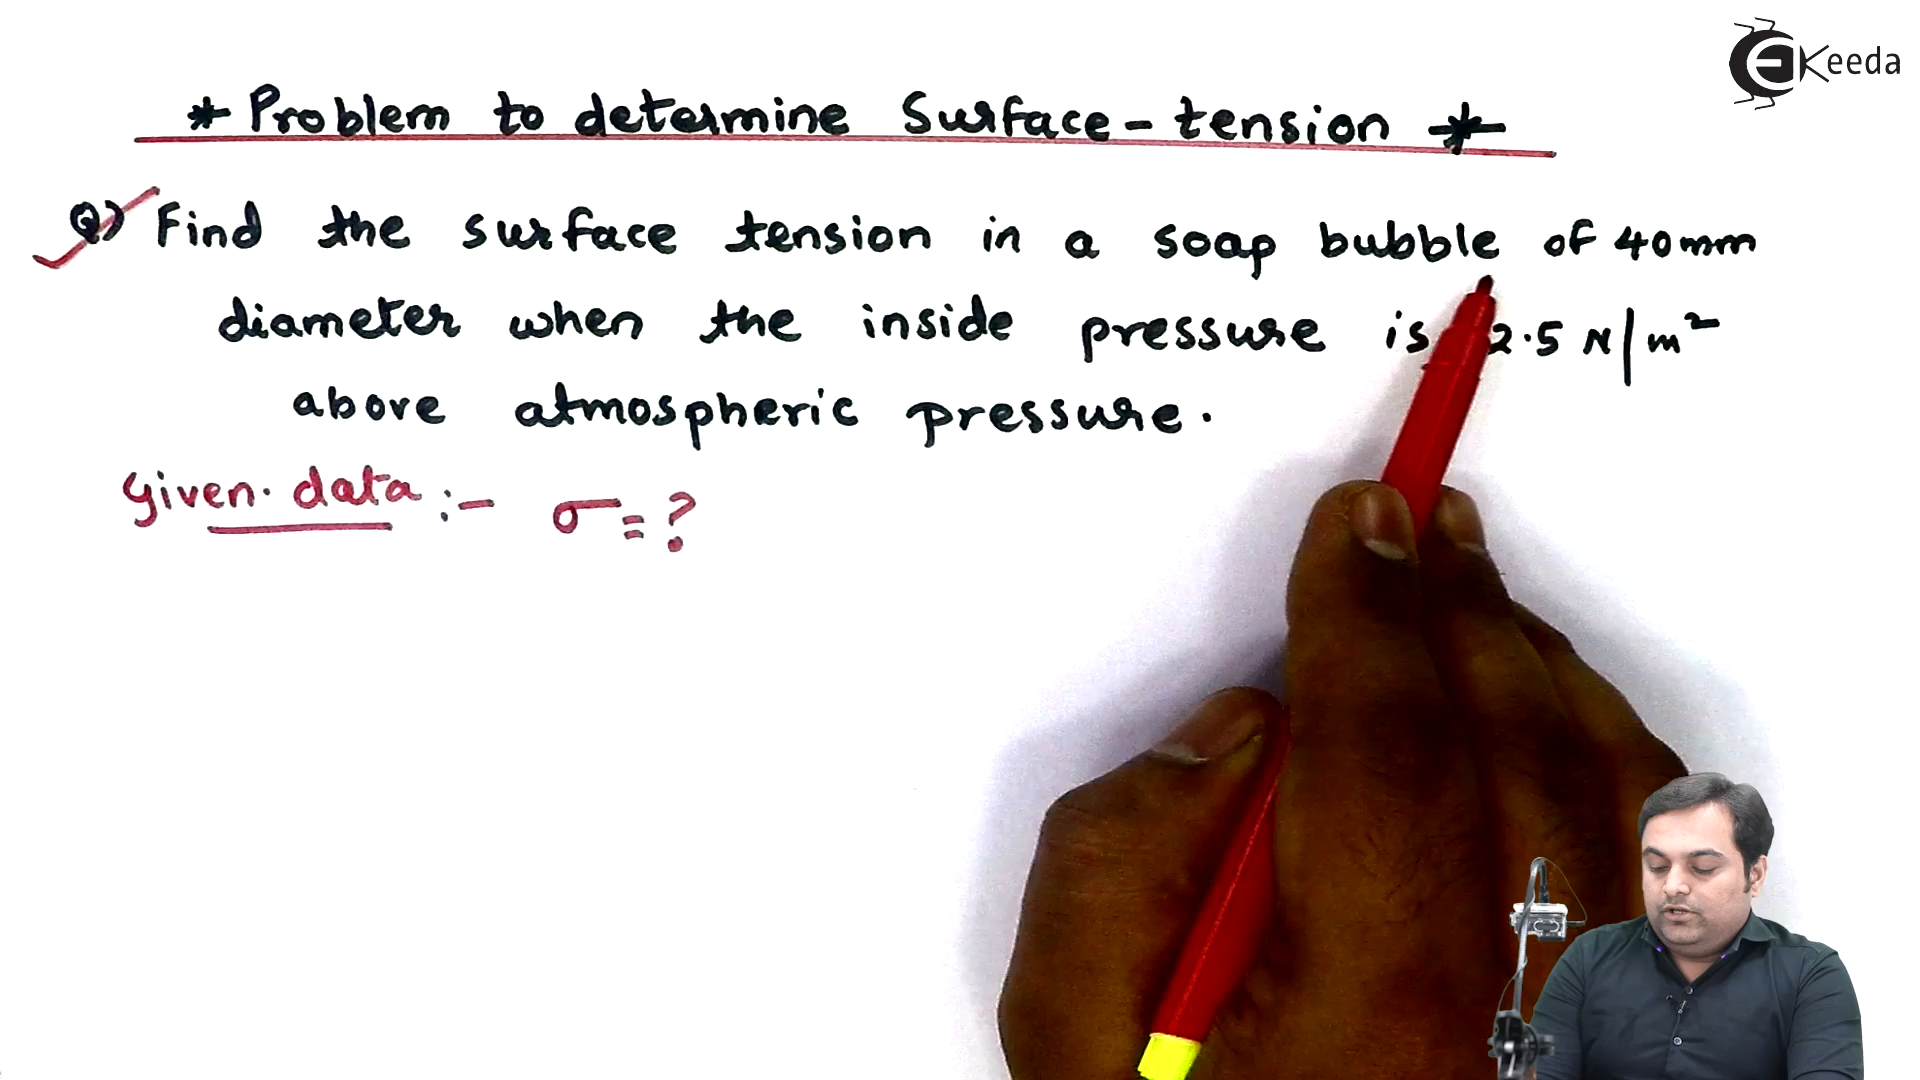 EKeeda
* Problem to determine Surface-tension *
Q) Find the surface tension in a soap bubble of 40mm
diameter when the inside pressure is 2.5 N/m²
above atmospheric pressure.
Given data :- σ = ?